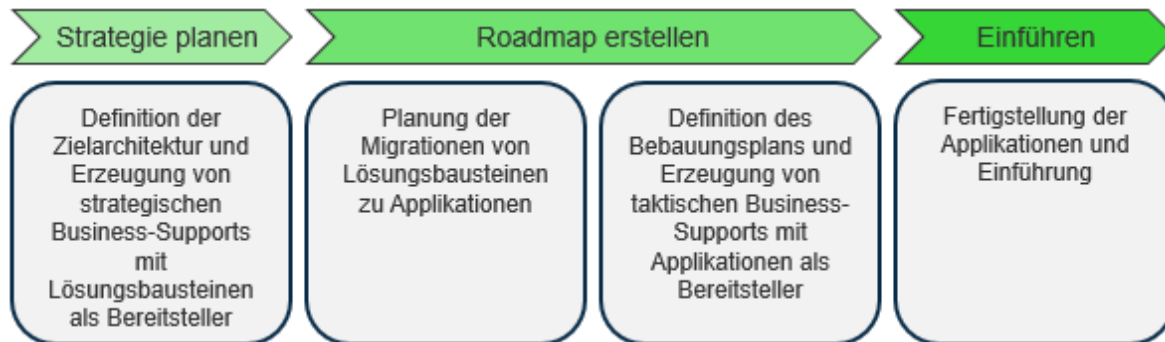 Strategie planen
Roadmap erstellen
Einführen
Definition der
Zielarchitektur und
Erzeugung von
strategischen
Business-Supports
mit
Lösungsbausteinen
als Bereitsteller
Planung der
Migrationen von
Lösungsbausteinen
zu Applikationen
Definition des
Bebauungsplans und
Erzeugung von
taktischen Business-
Supports mit
Applikationen als
Bereitsteller
Fertigstellung der
Applikationen und
Einführung